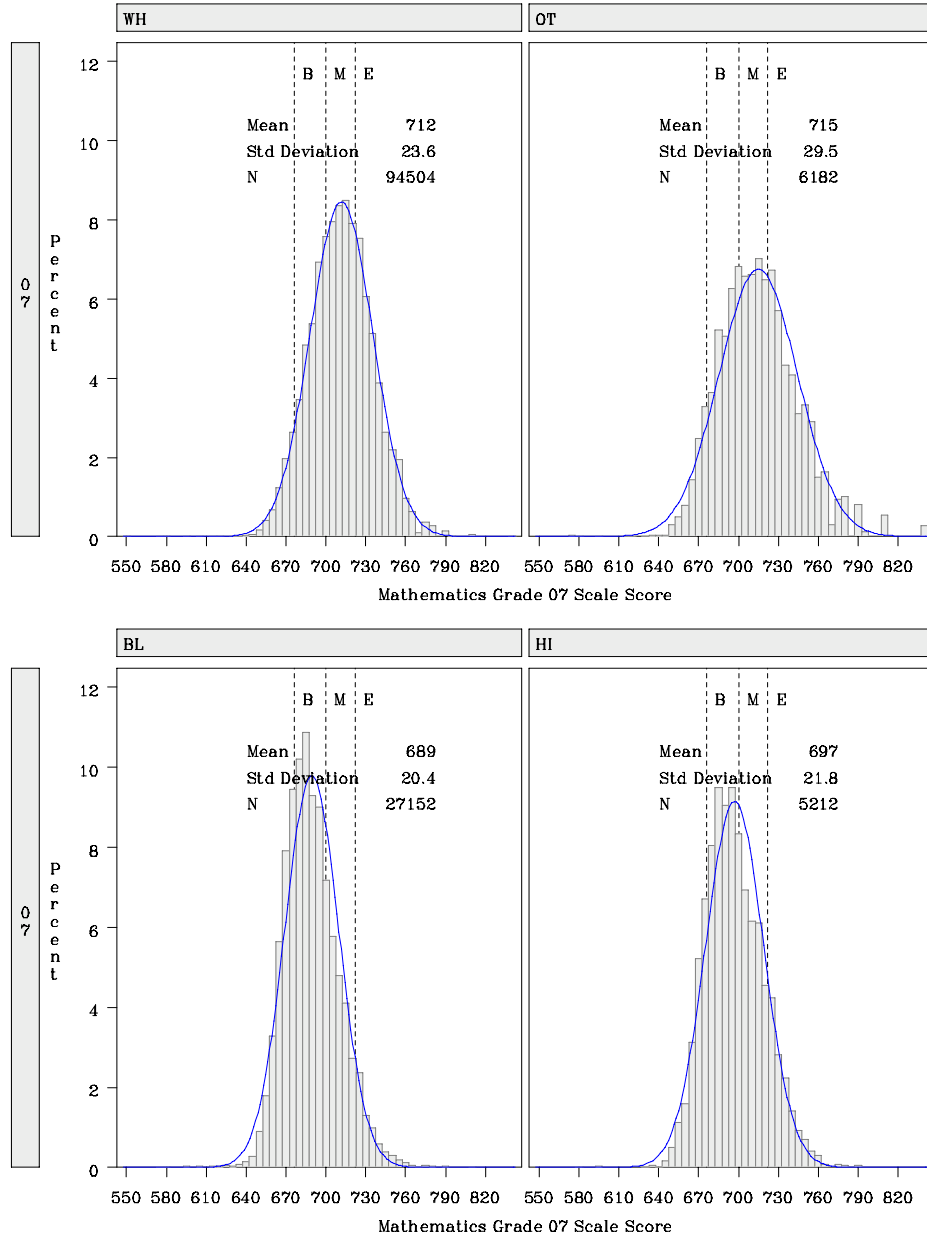 WH OT
12
B M E B M E
Mean 712 Mean 715
10
Std Deviation 23.6 Std Deviation 29.5
N 94504 N 6182
8
Percent
07
6
4
2
0
550 580 610 640 670 700 730 760 790 820 550 580 610 640 670 700 730 760 790 820
Mathematics Grade 07 Scale Score
BL HI
12
B M E B M E
Mean 689 Mean 697
10
Std Deviation 20.4 Std Deviation 21.8
N 27152 N 5212
8
Percent
07
6
4
2
0
550 580 610 640 670 700 730 760 790 820 550 580 610 640 670 700 730 760 790 820
Mathematics Grade 07 Scale Score